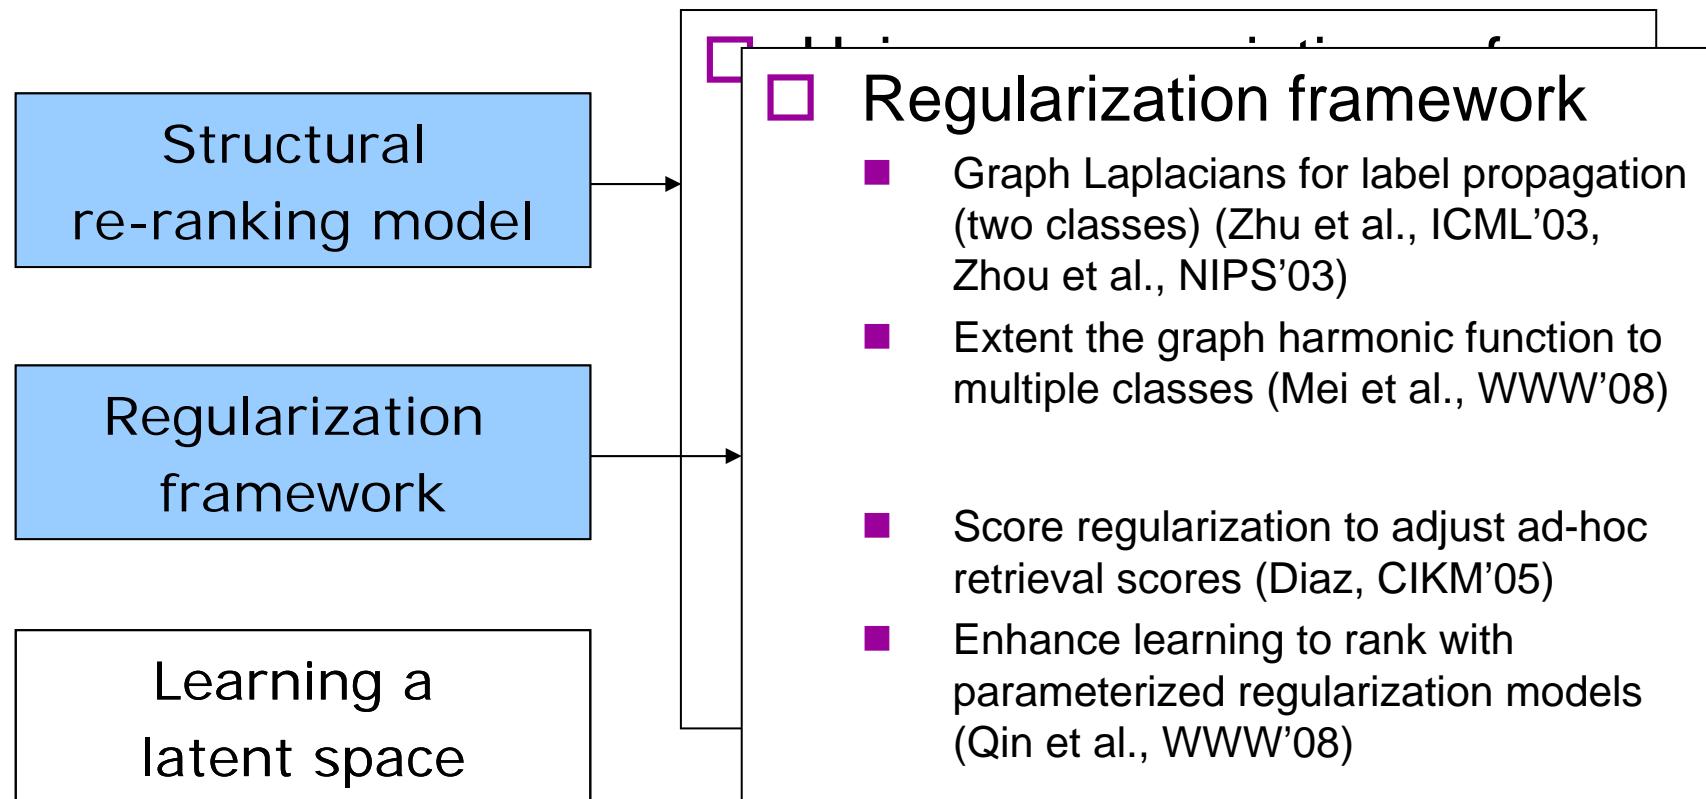 Structural
re-ranking model
Regularization
framework
Learning a
latent space
Regularization framework
Graph Laplacians for label propagation
(two classes) (Zhu et al., ICML’03,
Zhou et al., NIPS’03)
Extent the graph harmonic function to
multiple classes (Mei et al., WWW’08)
Score regularization to adjust ad-hoc
retrieval scores (Diaz, CIKM’05)
Enhance learning to rank with
parameterized regularization models
(Qin et al., WWW’08)